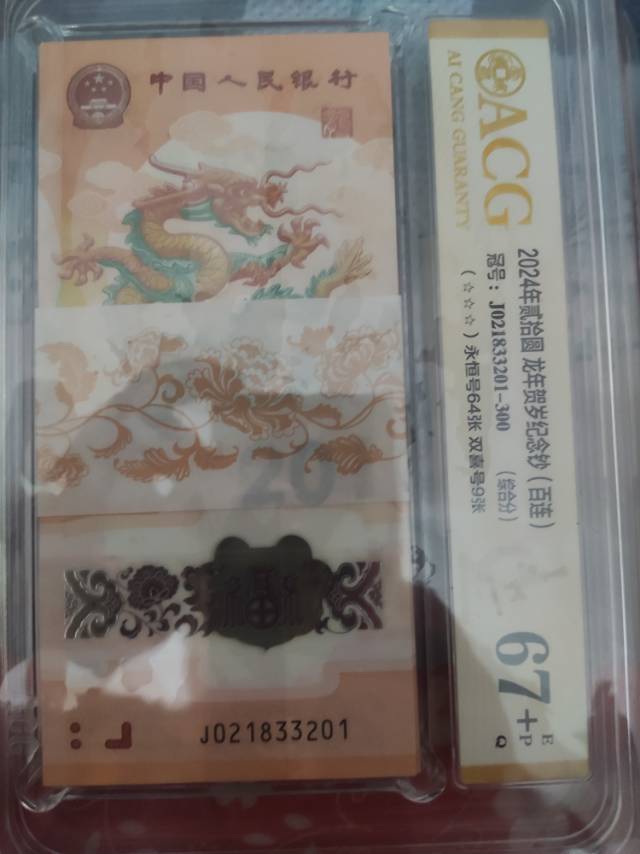 中国人民银行
J021833201
ACG
AI CANG GUARANTY
2024年贰拾圆 龙年贺岁纪念钞（百连）
冠号：J021833201-300 （综合分）
（☆☆☆）永恒号64张 双喜号9张
67+
E
P
Q